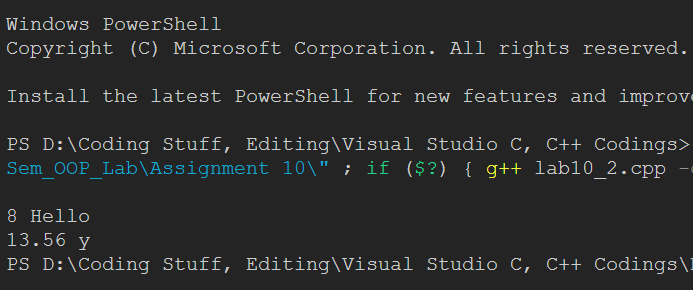 Windows PowerShell
Copyright (C) Microsoft Corporation. All rights reserved.
Install the latest PowerShell for new features and
PS D:\Coding Stuff, Editing\Visual Studio C, C++ Codings>
Sem_OOP_Lab\Assignment 10\" ; if ($?) { g++ lab10_2.cpp
8 Hello
13.56 y
PS D:\Coding Stuff, Editing\Visual Studio C, C++ Codings\